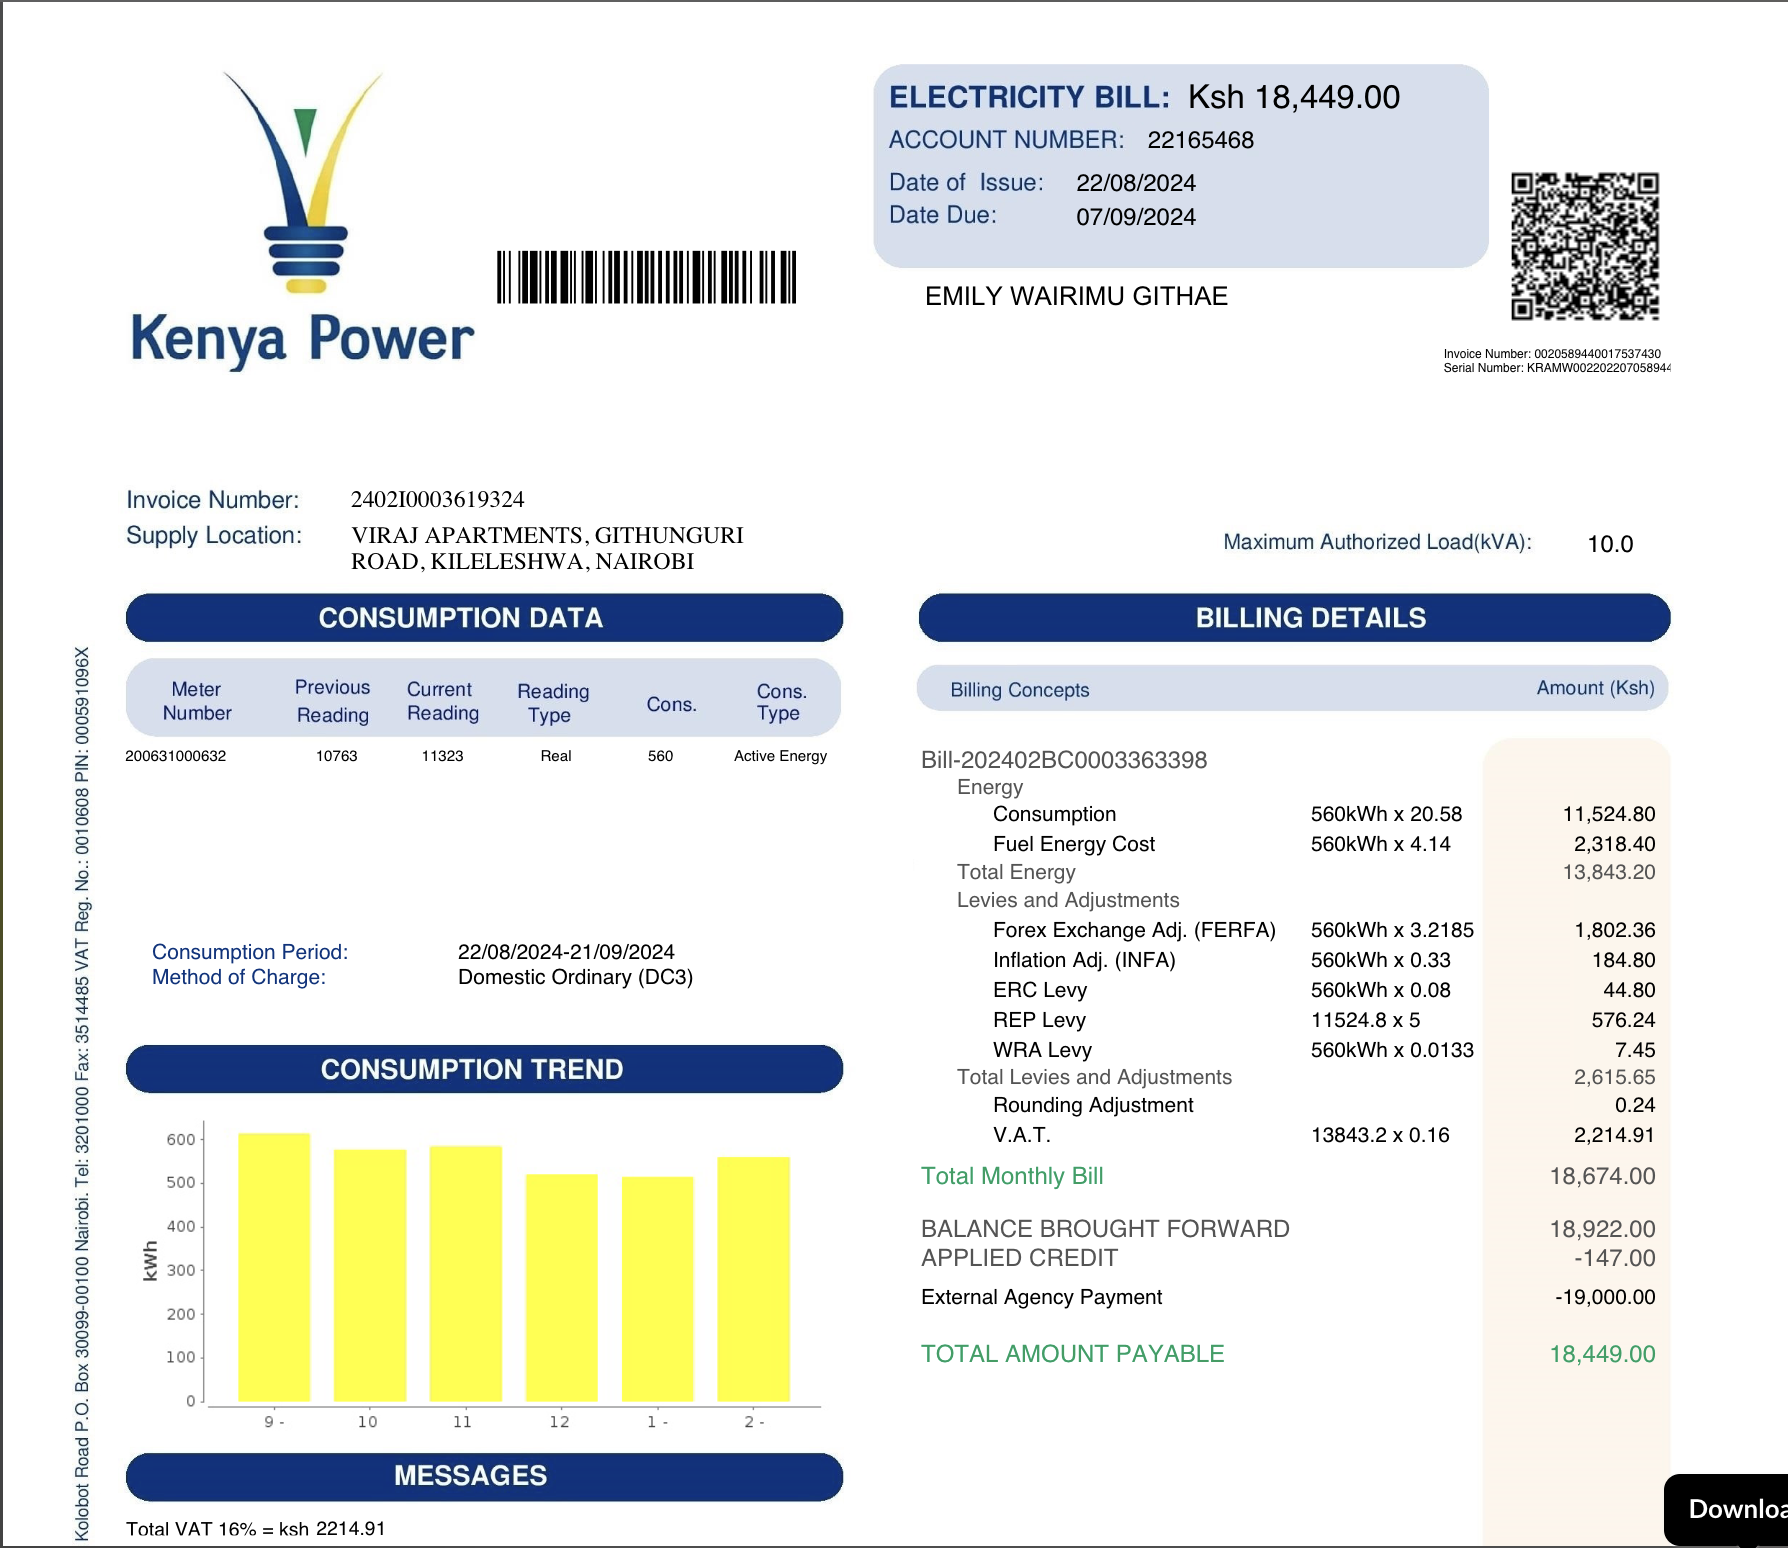 Kenya Power
ELECTRICITY BILL: Ksh 18,449.00
ACCOUNT NUMBER: 22165468
Date of Issue: 22/08/2024
Date Due: 07/09/2024
EMILY WAIRIMU GITHAE
Invoice Number: 0020589440017537430
Serial Number: KRAMW002202207058944
Invoice Number: 2402I0003619324
Supply Location: VIRAJ APARTMENTS, GITHUNGURI
ROAD, KILELESHWA, NAIROBI
Maximum Authorized Load(kVA): 10.0
Kolobot Road P.O. Box 30099-00100 Nairobi. Tel: 3201000 Fax: 3514485 VAT Reg. No.: 0010608 PIN: 000591096X
CONSUMPTION DATA
Meter Number Previous Reading Current Reading Reading Type Cons. Cons. Type
200631000632 10763 11323 Real 560 Active Energy
Consumption Period: 22/08/2024-21/09/2024
Method of Charge: Domestic Ordinary (DC3)
CONSUMPTION TREND
kWh
600
500
400
300
200
100
0
9 - 10 11 12 1 - 2 -
MESSAGES
Total VAT 16% = ksh 2214.91
BILLING DETAILS
Billing Concepts Amount (Ksh)
Bill-202402BC0003363398
Energy
Consumption 560kWh x 20.58 11,524.80
Fuel Energy Cost 560kWh x 4.14 2,318.40
Total Energy 13,843.20
Levies and Adjustments
Forex Exchange Adj. (FERFA) 560kWh x 3.2185 1,802.36
Inflation Adj. (INFA) 560kWh x 0.33 184.80
ERC Levy 560kWh x 0.08 44.80
REP Levy 11524.8 x 5 576.24
WRA Levy 560kWh x 0.0133 7.45
Total Levies and Adjustments 2,615.65
Rounding Adjustment 0.24
V.A.T. 13843.2 x 0.16 2,214.91
Total Monthly Bill 18,674.00
BALANCE BROUGHT FORWARD 18,922.00
APPLIED CREDIT -147.00
External Agency Payment -19,000.00
TOTAL AMOUNT PAYABLE 18,449.00